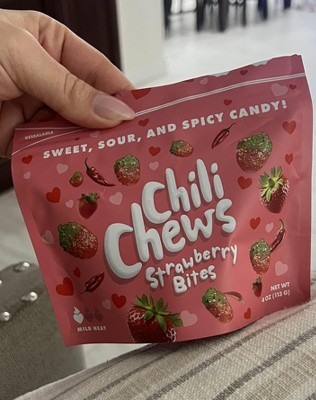 RESEALABLE
SWEET, SOUR, AND SPICY CANDY!
Chili
Chews
Strawberry
Bites
MILD HEAT
NET WT
4 OZ (113 G)